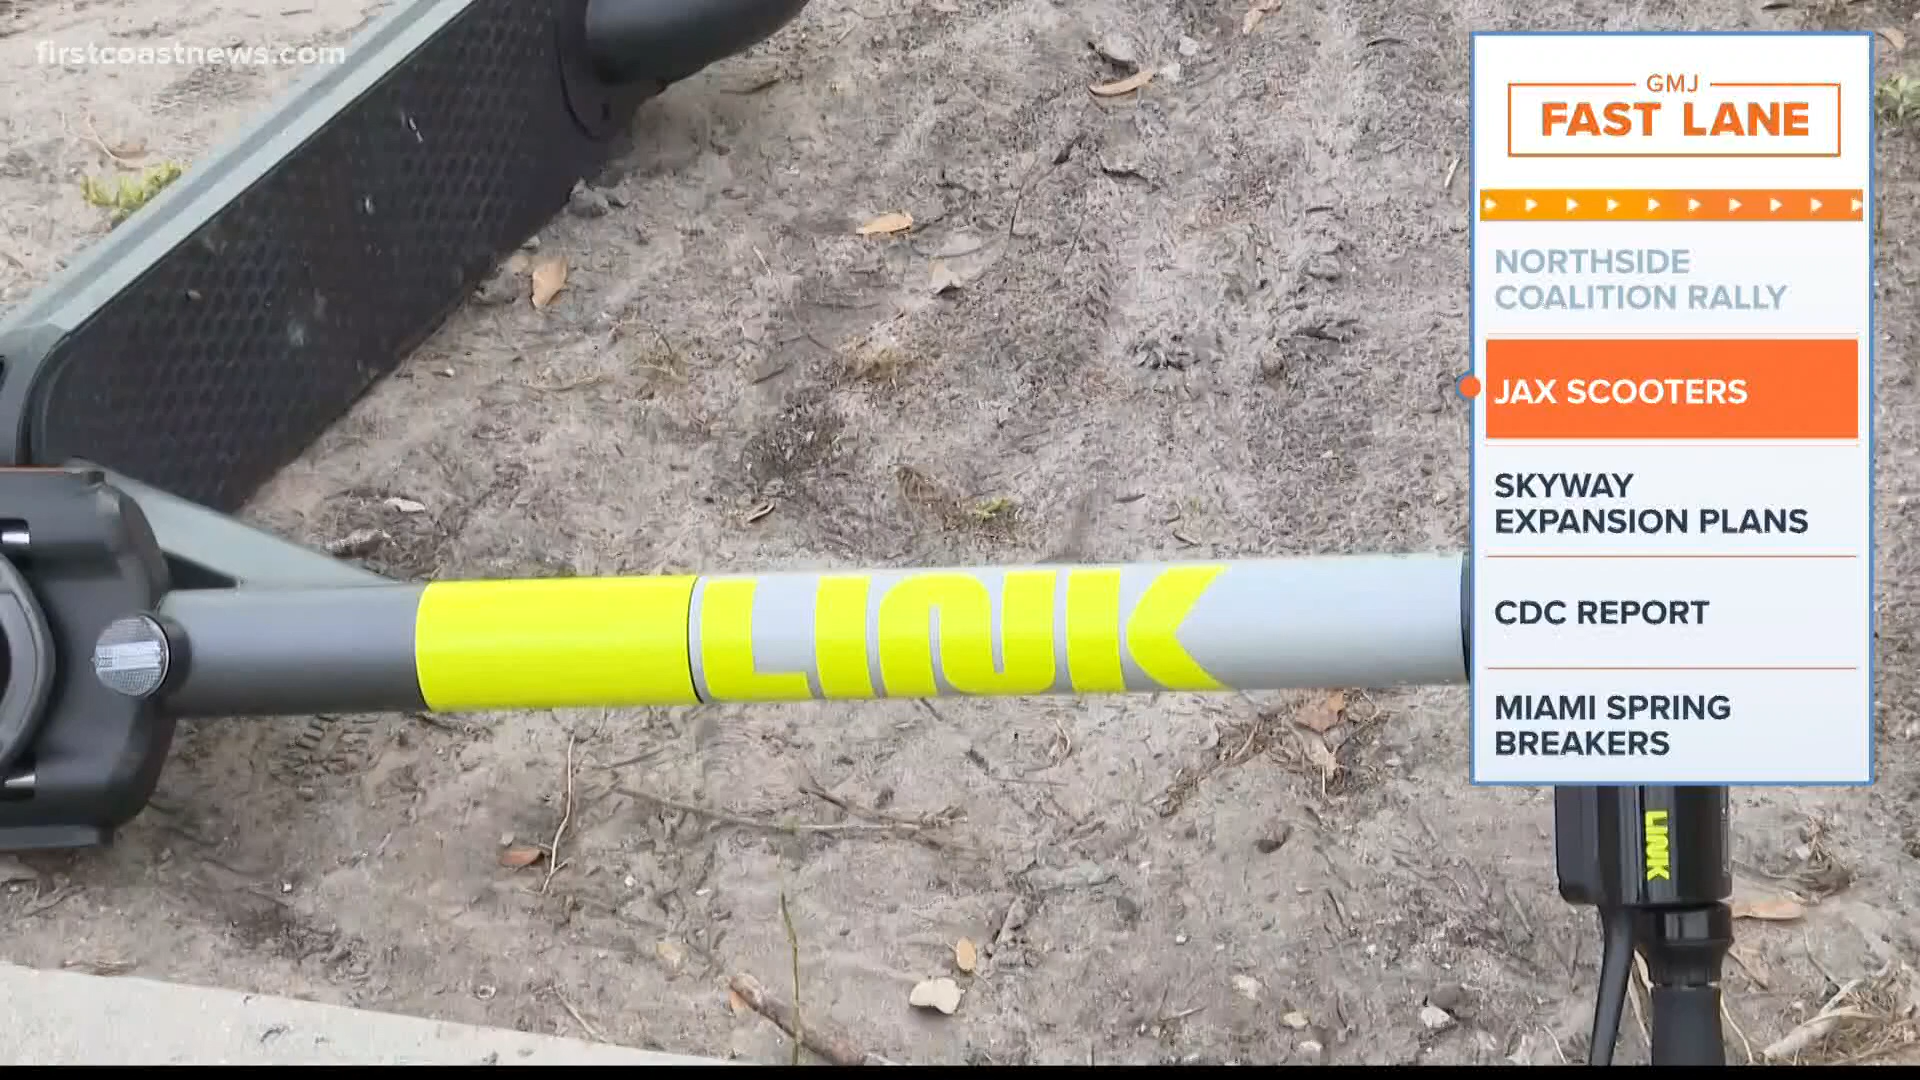 firstcoastnews.com
GMJ
FAST LANE
NORTHSIDE
COALITION RALLY
JAX SCOOTERS
SKYWAY
EXPANSION PLANS
CDC REPORT
MIAMI SPRING
BREAKERS
LINK
LINK